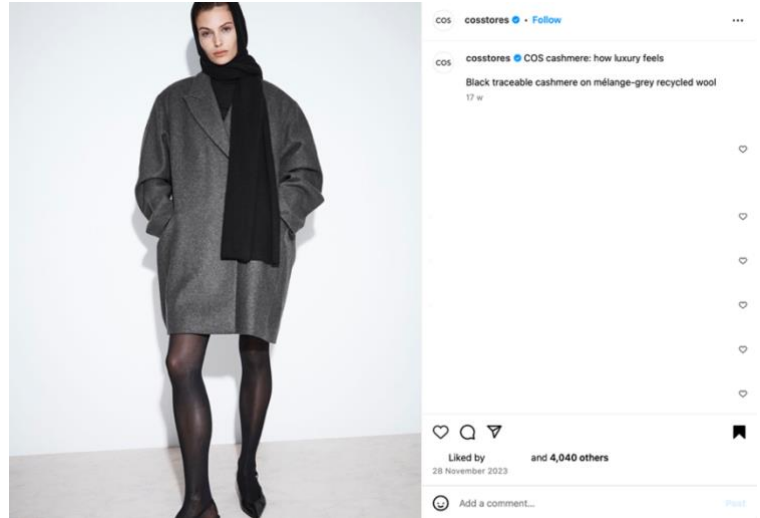 COS cosstores • Follow
COS cosstores COS cashmere: how luxury feels
Black traceable cashmere on mélange-grey recycled wool
17 w
Liked by and 4,040 others
28 November 2023
Add a comment... Post